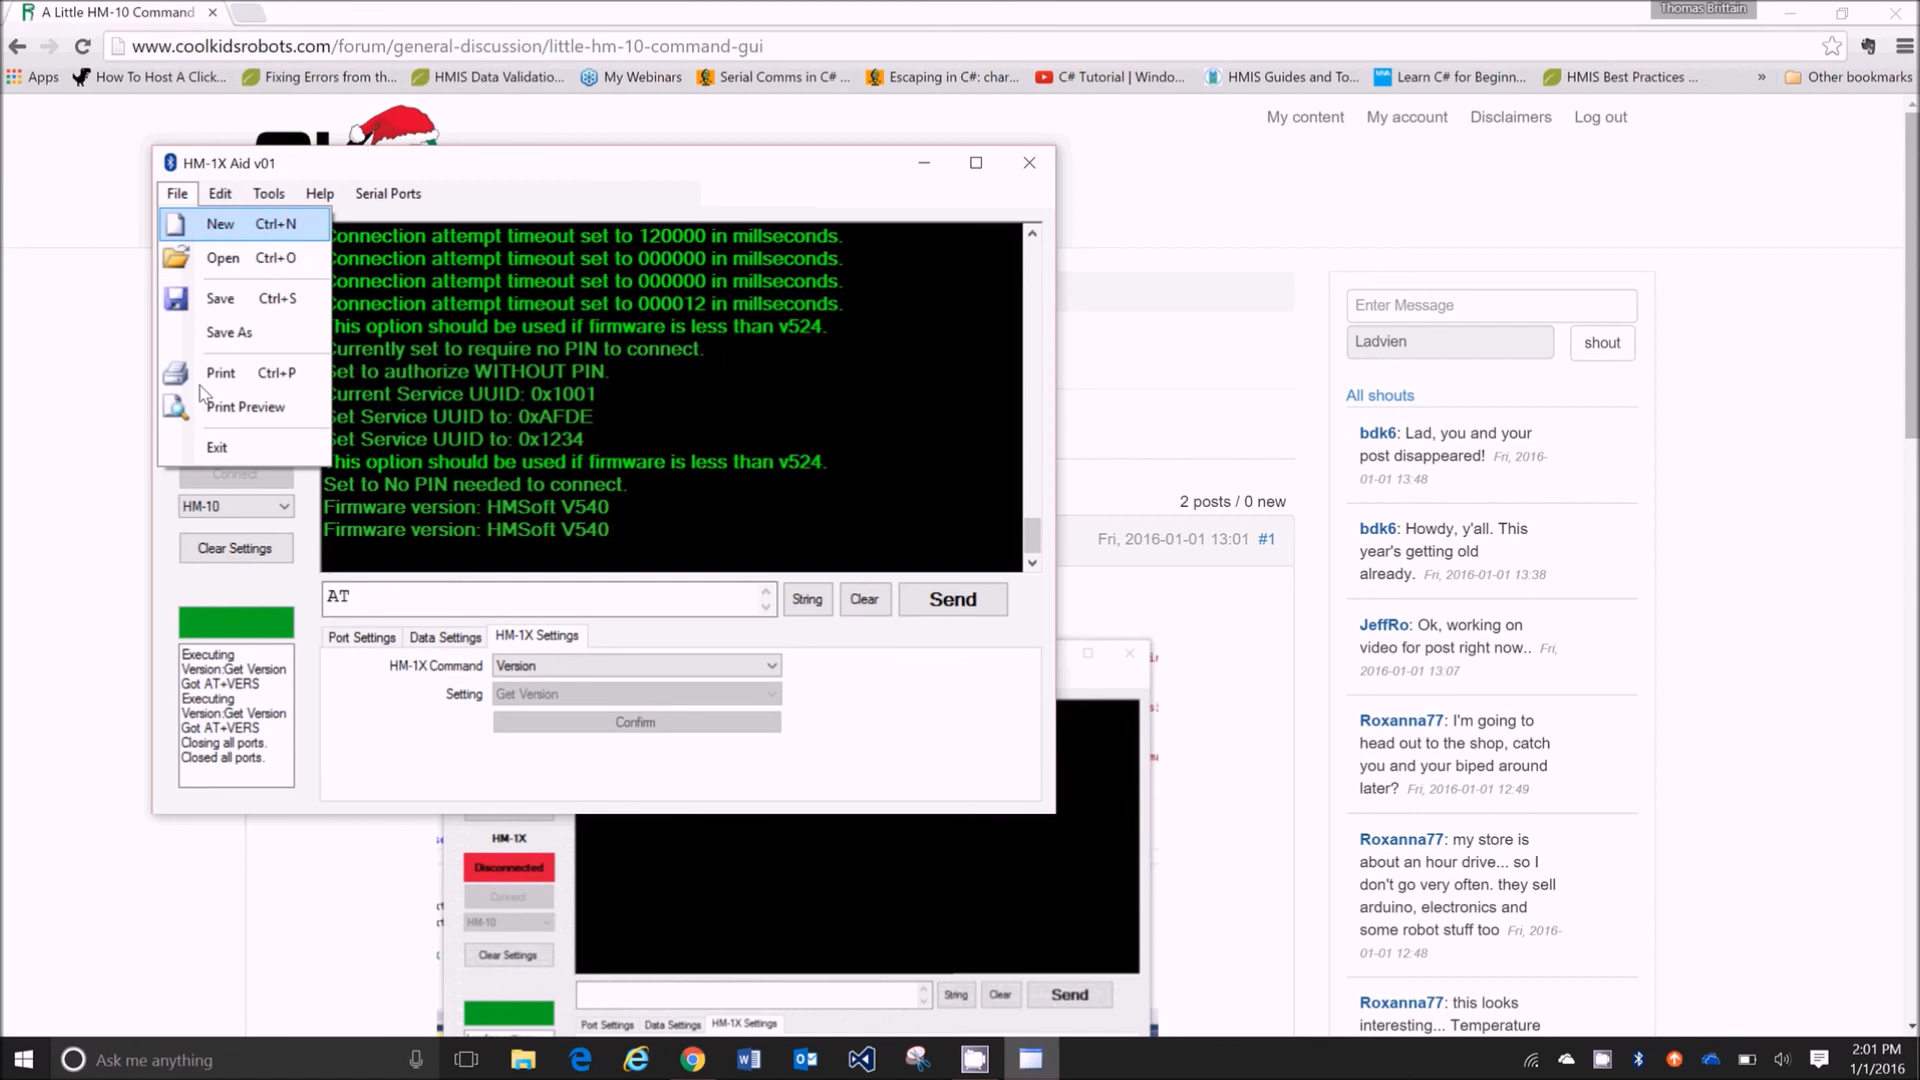 A Little HM-10 Command
Thomas Brittain
www.coolkidsrobots.com/forum/general-discussion/little-hm-10-command-gui
Apps
How To Host A Click...
Fixing Errors from th...
HMIS Data Validatio...
My Webinars
Serial Comms in C# ...
Escaping in C#: char...
C# Tutorial | Windo...
HMIS Guides and To...
Learn C# for Beginn...
HMIS Best Practices ...
»
Other bookmarks
My content
My account
Disclaimers
Log out
HM-1X Aid v01
File
Edit
Tools
Help
Serial Ports
New Ctrl+N
Open Ctrl+O
Save Ctrl+S
Save As
Print Ctrl+P
Print Preview
Exit
onnection attempt timeout set to 120000 in millseconds.
onnection attempt timeout set to 000000 in millseconds.
onnection attempt timeout set to 000000 in millseconds.
onnection attempt timeout set to 000012 in millseconds.
This option should be used if firmware is less than v524.
urrently set to require no PIN to connect.
et to authorize WITHOUT PIN.
urrent Service UUID: 0x1001
et Service UUID to: 0xAFDE
et Service UUID to: 0x1234
This option should be used if firmware is less than v524.
Set to No PIN needed to connect.
Firmware version: HMSoft V540
Firmware version: HMSoft V540
Connect
HM-10
Clear Settings
AT
String
Clear
Send
Port Settings
Data Settings
HM-1X Settings
HM-1X Command
Version
Setting
Get Version
Confirm
Executing
Version:Get Version
Got AT+VERS
Executing
Version:Get Version
Got AT+VERS
Closing all ports.
Closed all ports.
2 posts / 0 new
Fri, 2016-01-01 13:01 #1
HM-1X
Disconnected
Connect
HM-10
Clear Settings
String
Clear
Send
Port Settings
Data Settings
HM-1X Settings
Enter Message
Ladvien
shout
All shouts
bdk6: Lad, you and your
post disappeared! Fri, 2016-
01-01 13:48
bdk6: Howdy, y'all. This
year's getting old
already. Fri, 2016-01-01 13:38
JeffRo: Ok, working on
video for post right now.. Fri,
2016-01-01 13:07
Roxanna77: I'm going to
head out to the shop, catch
you and your biped around
later? Fri, 2016-01-01 12:49
Roxanna77: my store is
about an hour drive... so I
don't go very often. they sell
arduino, electronics and
some robot stuff too Fri, 2016-
01-01 12:48
Roxanna77: this looks
interesting... Temperature
Ask me anything
2:01 PM
1/1/2016